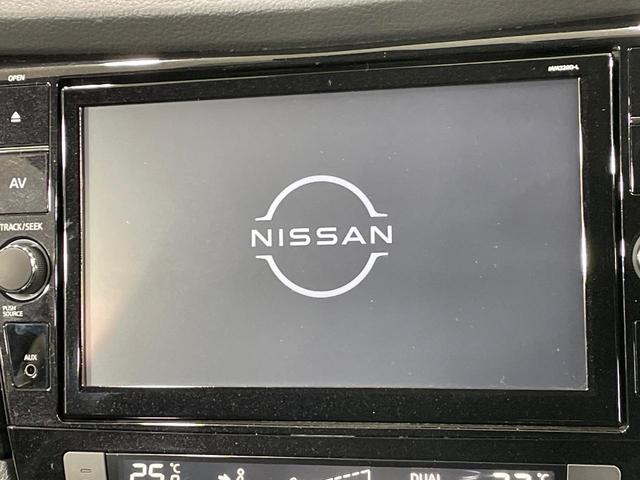 OPEN
MM320D-L
AV
TRACK/SEEK
NISSAN
PUSH
SOURCE
AUX
25°C
DUAL